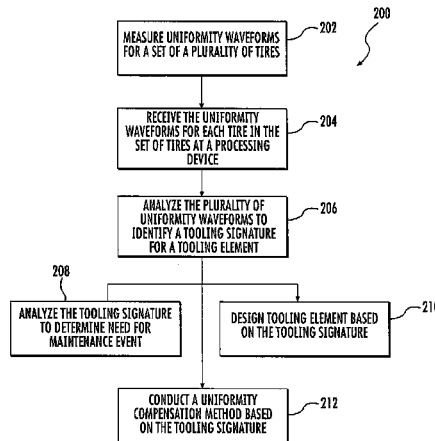 MEASURE UNIFORMITY WAVEFORMS
FOR A SET OF A PLURALITY OF TIRES
202
200
RECEIVE THE UNIFORMITY
WAVEFORMS FOR EACH TIRE IN THE
SET OF TIRES AT A PROCESSING
DEVICE
204
ANALYZE THE PLURALITY OF
UNIFORMITY WAVEFORMS TO
IDENTIFY A TOOLING SIGNATURE
FOR A TOOLING ELEMENT
206
208
ANALYZE THE TOOLING SIGNATURE
TO DETERMINE NEED FOR
MAINTENANCE EVENT
DESIGN TOOLING ELEMENT BASED
ON THE TOOLING SIGNATURE
CONDUCT A UNIFORMITY
COMPENSATION METHOD BASED
ON THE TOOLING SIGNATURE
212